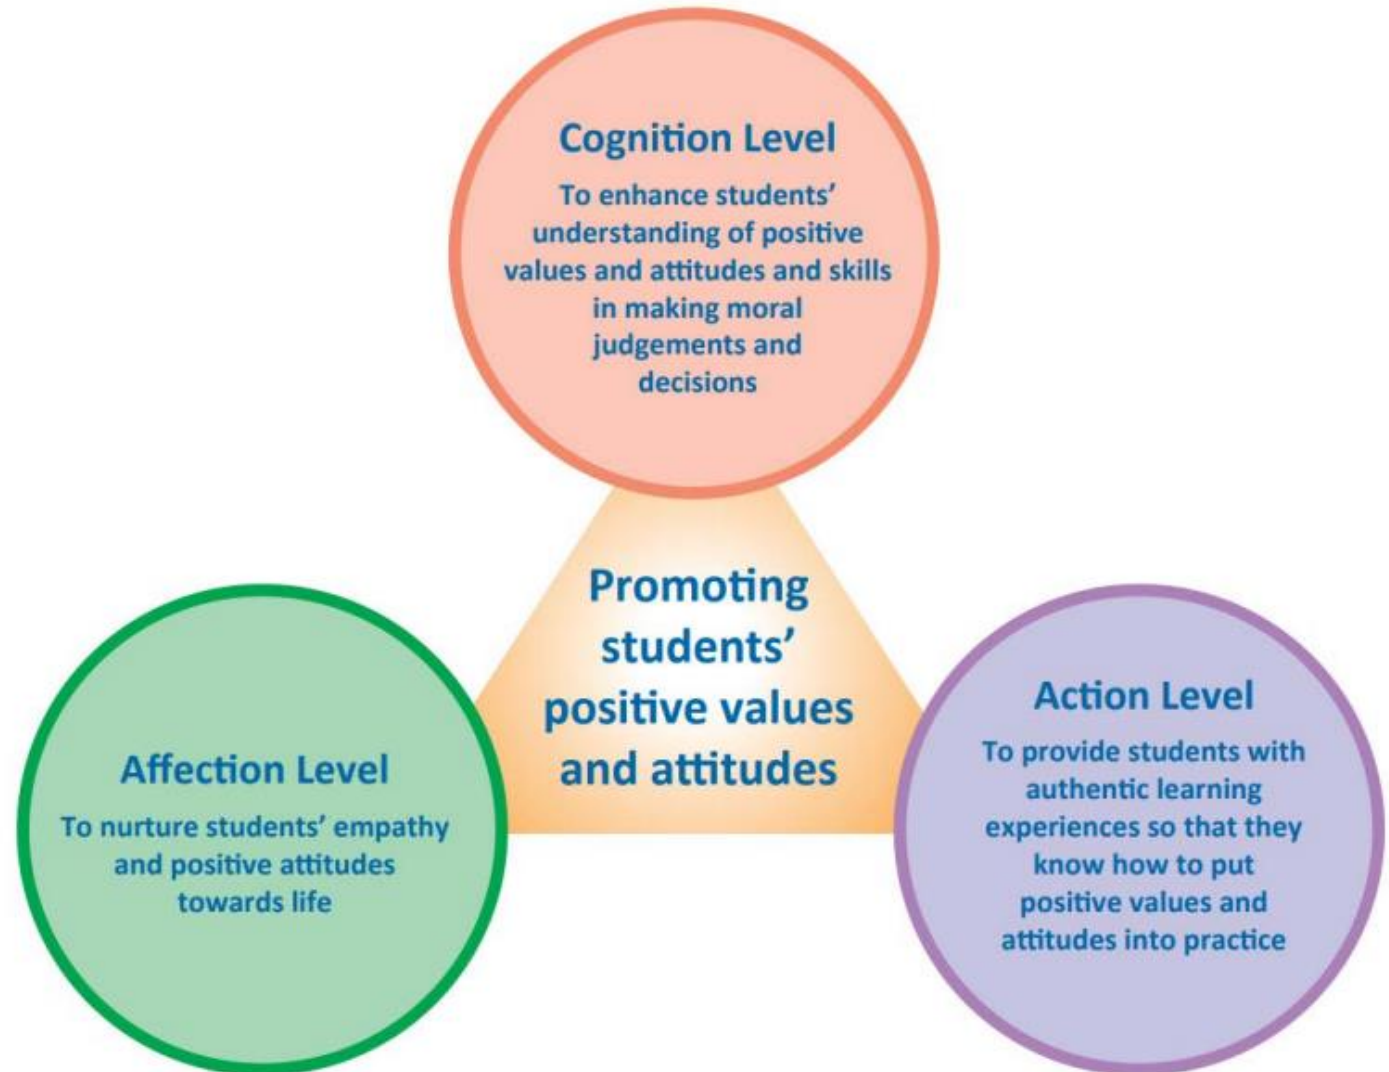 Cognition Level
To enhance students’
understanding of positive
values and attitudes and skills
in making moral
judgements and
decisions
Promoting
students’
positive values
and attitudes
Affection Level
To nurture students’ empathy
and positive attitudes
towards life
Action Level
To provide students with
authentic learning
experiences so that they
know how to put
positive values and
attitudes into practice